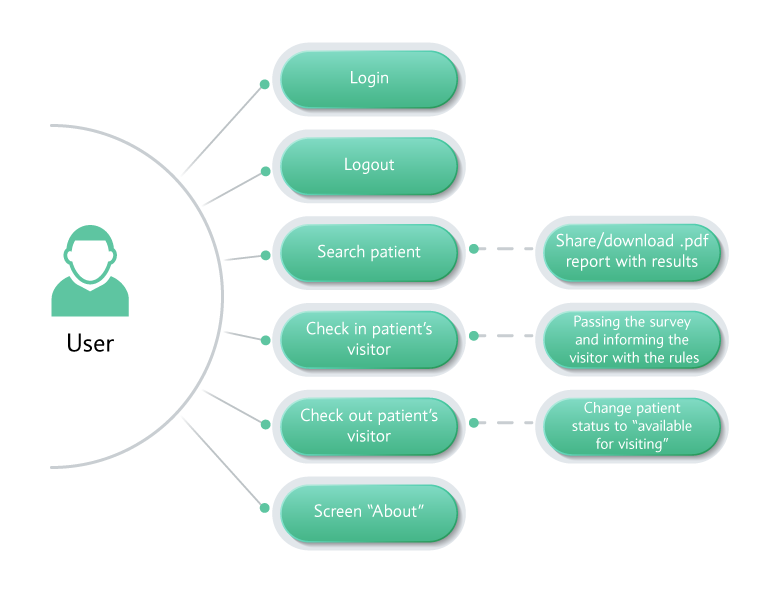 Login
Logout
Search patient
Share/download .pdf
report with results
Check in patient’s
visitor
Passing the survey
and informing the
visitor with the rules
User
Check out patient’s
visitor
Change patient
status to “available
for visiting”
Screen “About”